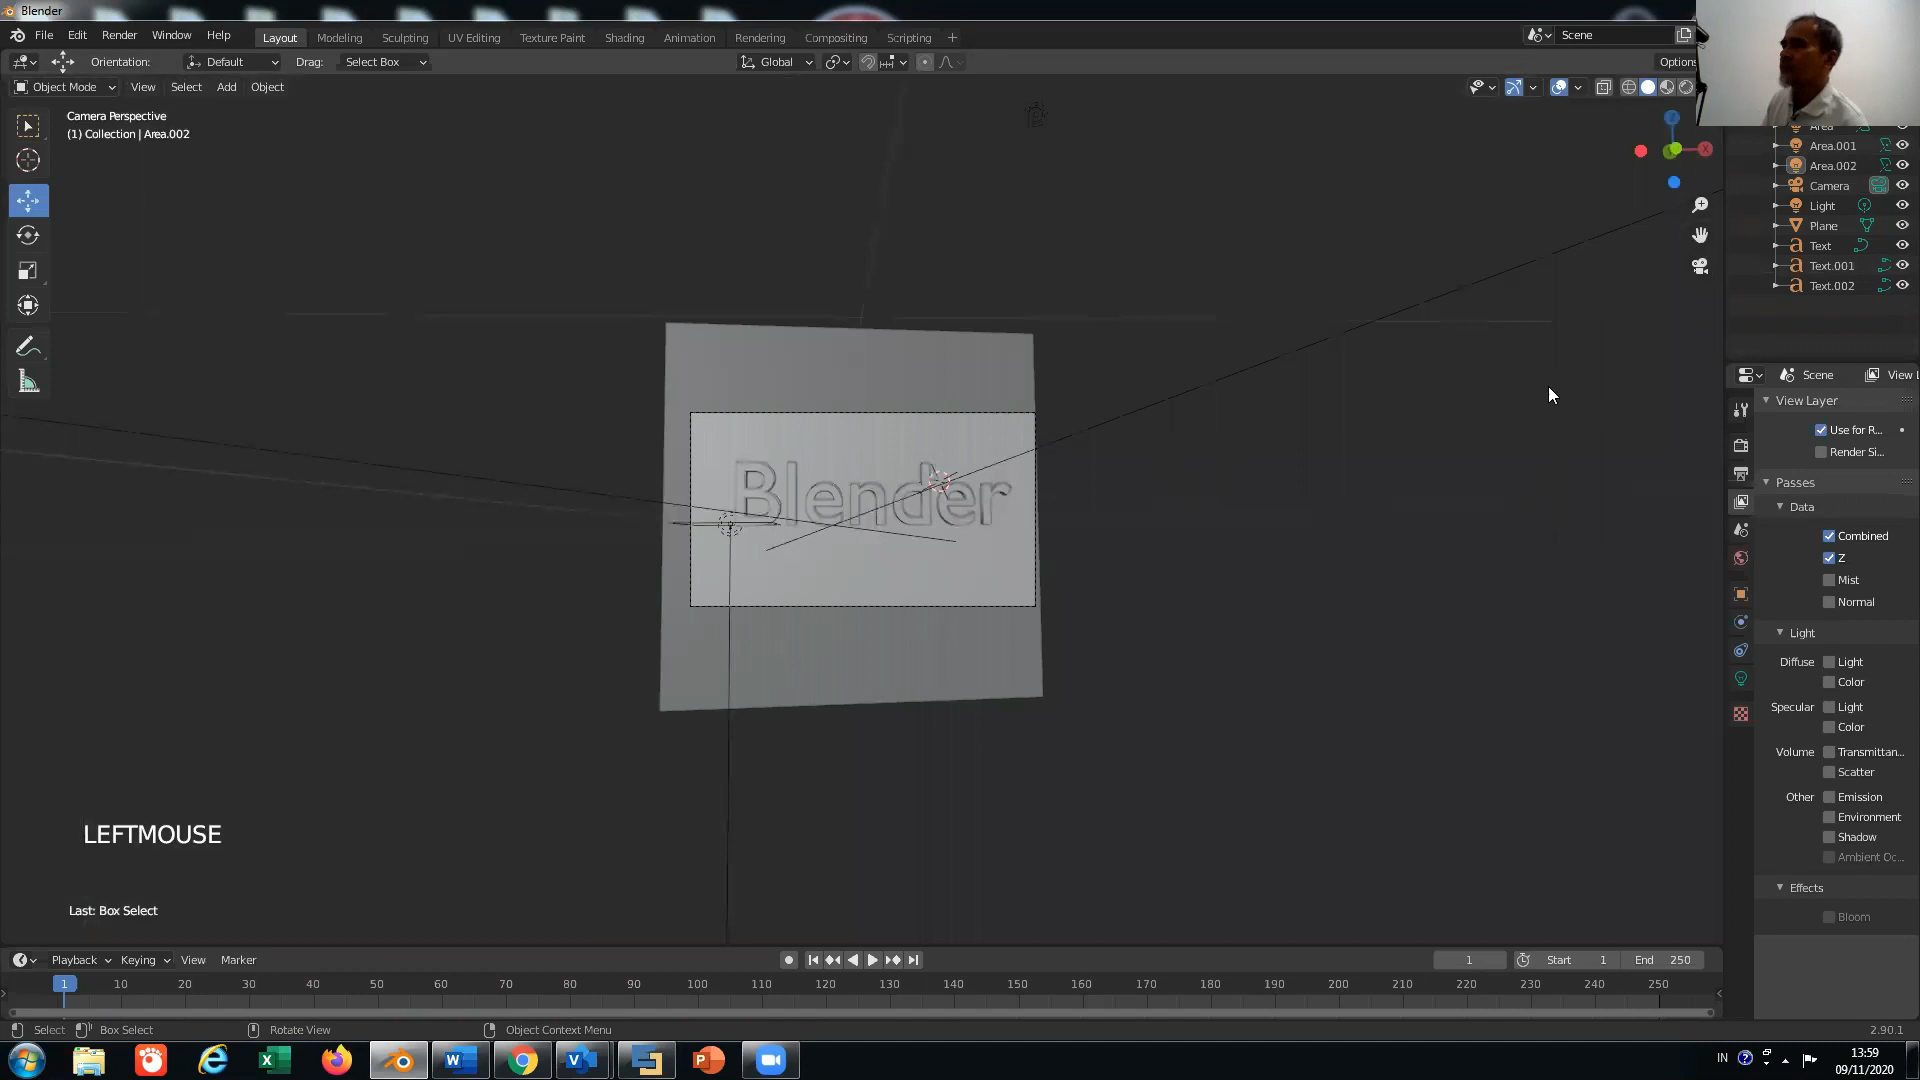 Blender
File Edit Render Window Help Layout Modeling Sculpting UV Editing Texture Paint Shading Animation Rendering Compositing Scripting + Scene
Orientation: Default Drag: Select Box Global Options
Object Mode View Select Add Object
Camera Perspective
(1) Collection | Area.002
Area
Area.001
Area.002
Camera
Light
Plane
Text
Text.001
Text.002
Scene View L
View Layer
Use for R...
Render Si...
Passes
Data
Combined
Z
Mist
Normal
Light
Diffuse Light
Color
Specular Light
Color
Volume Transmittan...
Scatter
Other Emission
Environment
Shadow
Ambient Oc...
Effects
Bloom
Blender
LEFTMOUSE
Last: Box Select
Playback Keying View Marker 1 Start 1 End 250
1 10 20 30 40 50 60 70 80 90 100 110 120 130 140 150 160 170 180 190 200 210 220 230 240 250
Select Box Select Rotate View Object Context Menu 2.90.1
IN 13:59
09/11/2020